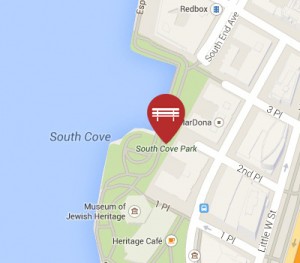 Redbox
Esp
South End Ave
3 Pl
arDona
South Cove
South Cove Park
2nd Pl
Museum of
Jewish Heritage
1 Pl
Little W St
Heritage Café
1 Pl